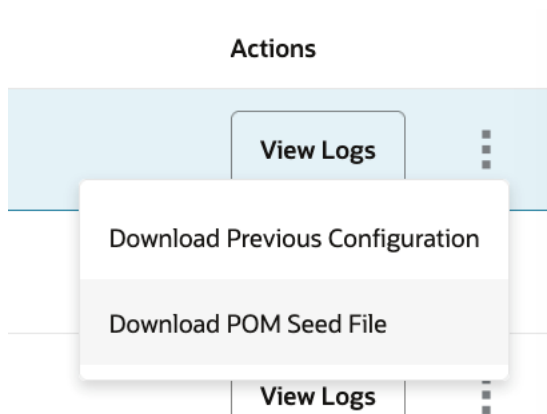 Actions
View Logs
Download Previous Configuration
Download POM Seed File
View Logs